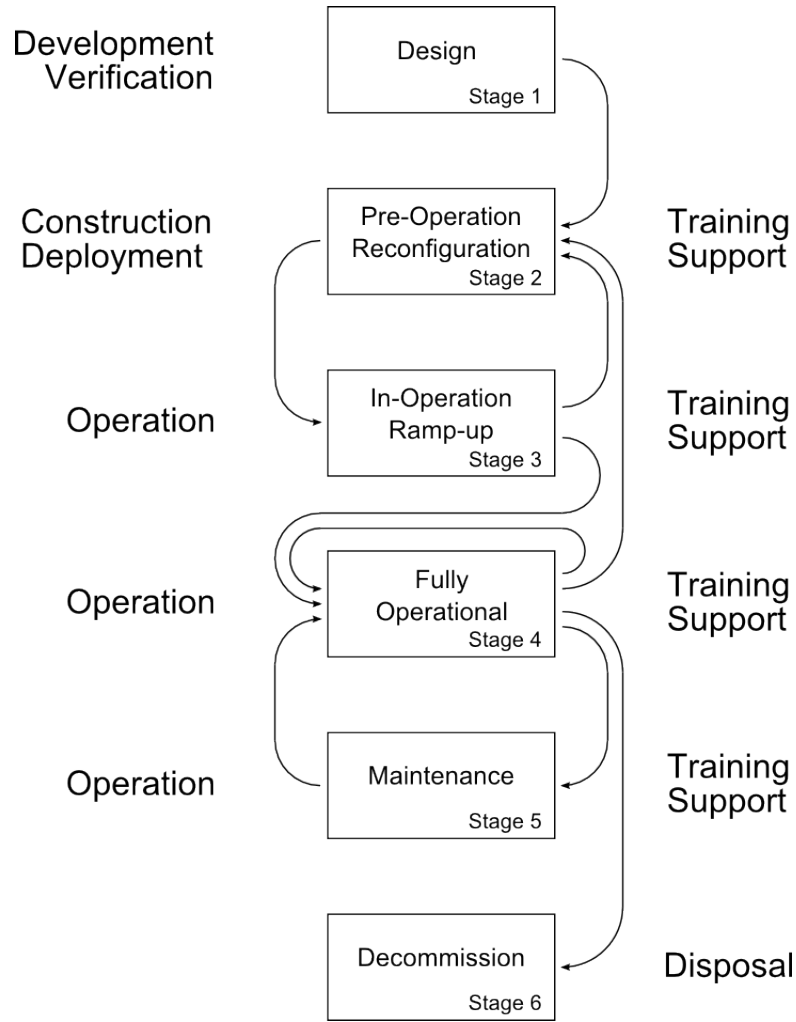 Development
Verification
Design
Stage 1
Construction
Deployment
Pre-Operation
Reconfiguration
Stage 2
Training
Support
Operation
In-Operation
Ramp-up
Stage 3
Training
Support
Operation
Fully
Operational
Stage 4
Training
Support
Operation
Maintenance
Stage 5
Training
Support
Decommission
Stage 6
Disposal